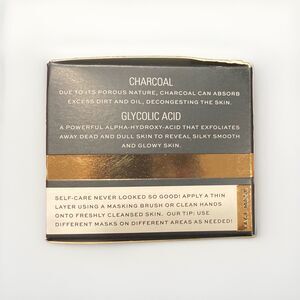 CHARCOAL
DUE TO ITS POROUS NATURE, CHARCOAL CAN ABSORB
EXCESS DIRT AND OIL, DECONGESTING THE SKIN.
GLYCOLIC ACID
A POWERFUL ALPHA-HYDROXY-ACID THAT EXFOLIATES
AWAY DEAD AND DULL SKIN TO REVEAL SILKY SMOOTH
AND GLOWY SKIN.
SELF-CARE NEVER LOOKED SO GOOD! APPLY A THIN
LAYER USING A MASKING BRUSH OR CLEAN HANDS
ONTO FRESHLY CLEANSED SKIN. OUR TIP: USE
DIFFERENT MASKS ON DIFFERENT AREAS AS NEEDED!